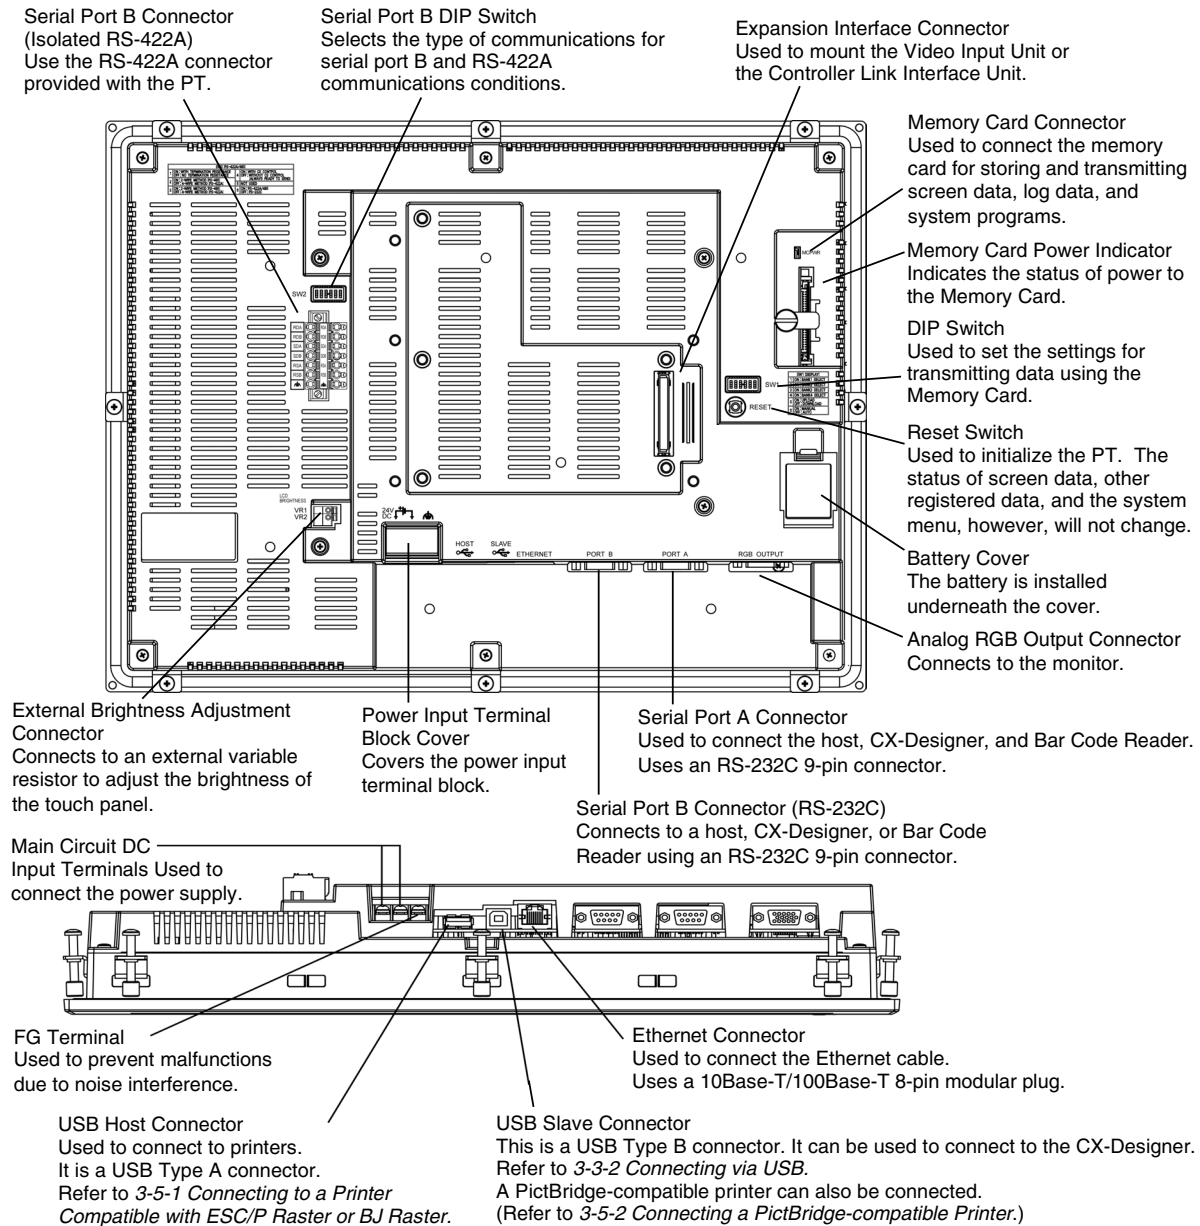 Serial Port B Connector
(Isolated RS-422A)
Use the RS-422A connector
provided with the PT.
Serial Port B DIP Switch
Selects the type of communications for
serial port B and RS-422A
communications conditions.
Expansion Interface Connector
Used to mount the Video Input Unit or
the Controller Link Interface Unit.
Memory Card Connector
Used to connect the memory
card for storing and transmitting
screen data, log data, and
system programs.
Memory Card Power Indicator
Indicates the status of power to
the Memory Card.
DIP Switch
Used to set the settings for
transmitting data using the
Memory Card.
Reset Switch
Used to initialize the PT. The
status of screen data, other
registered data, and the system
menu, however, will not change.
Battery Cover
The battery is installed
underneath the cover.
Analog RGB Output Connector
Connects to the monitor.
MCPWR
SW2
SW1
RESET
LCD
BRIGHTNESS
VR1
VR2
24V
DC
HOST
SLAVE
ETHERNET
PORT B
PORT A
RGB OUTPUT
External Brightness Adjustment
Connector
Connects to an external variable
resistor to adjust the brightness of
the touch panel.
Power Input Terminal
Block Cover
Covers the power input
terminal block.
Serial Port A Connector
Used to connect the host, CX-Designer, and Bar Code Reader.
Uses an RS-232C 9-pin connector.
Serial Port B Connector (RS-232C)
Connects to a host, CX-Designer, or Bar Code
Reader using an RS-232C 9-pin connector.
Main Circuit DC
Input Terminals Used to
connect the power supply.
FG Terminal
Used to prevent malfunctions
due to noise interference.
Ethernet Connector
Used to connect the Ethernet cable.
Uses a 10Base-T/100Base-T 8-pin modular plug.
USB Host Connector
Used to connect to printers.
It is a USB Type A connector.
Refer to 3-5-1 Connecting to a Printer
Compatible with ESC/P Raster or BJ Raster.
USB Slave Connector
This is a USB Type B connector. It can be used to connect to the CX-Designer.
Refer to 3-3-2 Connecting via USB.
A PictBridge-compatible printer can also be connected.
(Refer to 3-5-2 Connecting a PictBridge-compatible Printer.)